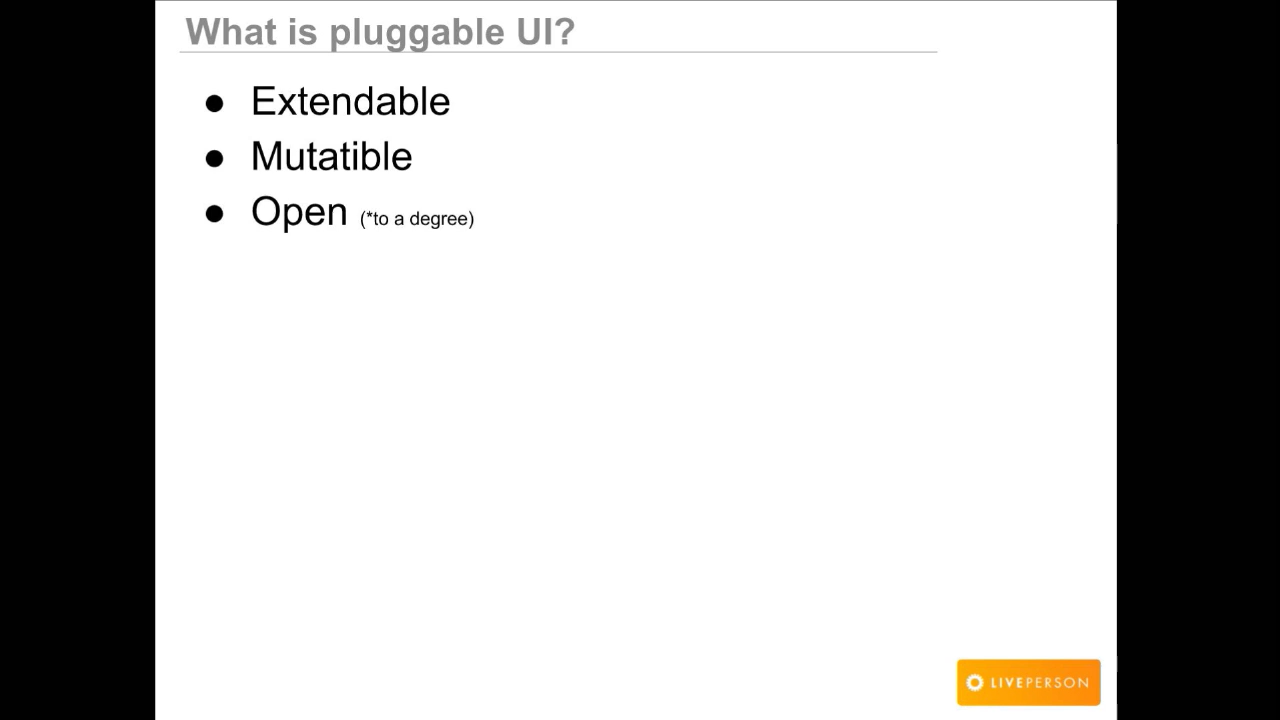 What is pluggable UI?
● Extendable
● Mutatible
● Open (*to a degree)
LIVEPERSON